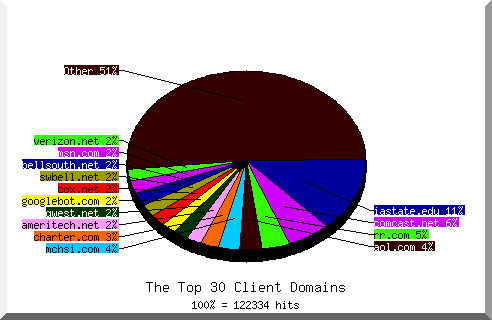 Other 51%
verizon.net 2%
msn.com 2%
bellsouth.net 2%
swbell.net 2%
cox.net 2%
googlebot.com 2%
qwest.net 2%
ameritech.net 2%
charter.com 3%
mchsi.com 4%
iastate.edu 11%
comcast.net 6%
rr.com 5%
aol.com 4%
The Top 30 Client Domains
100% = 122334 hits